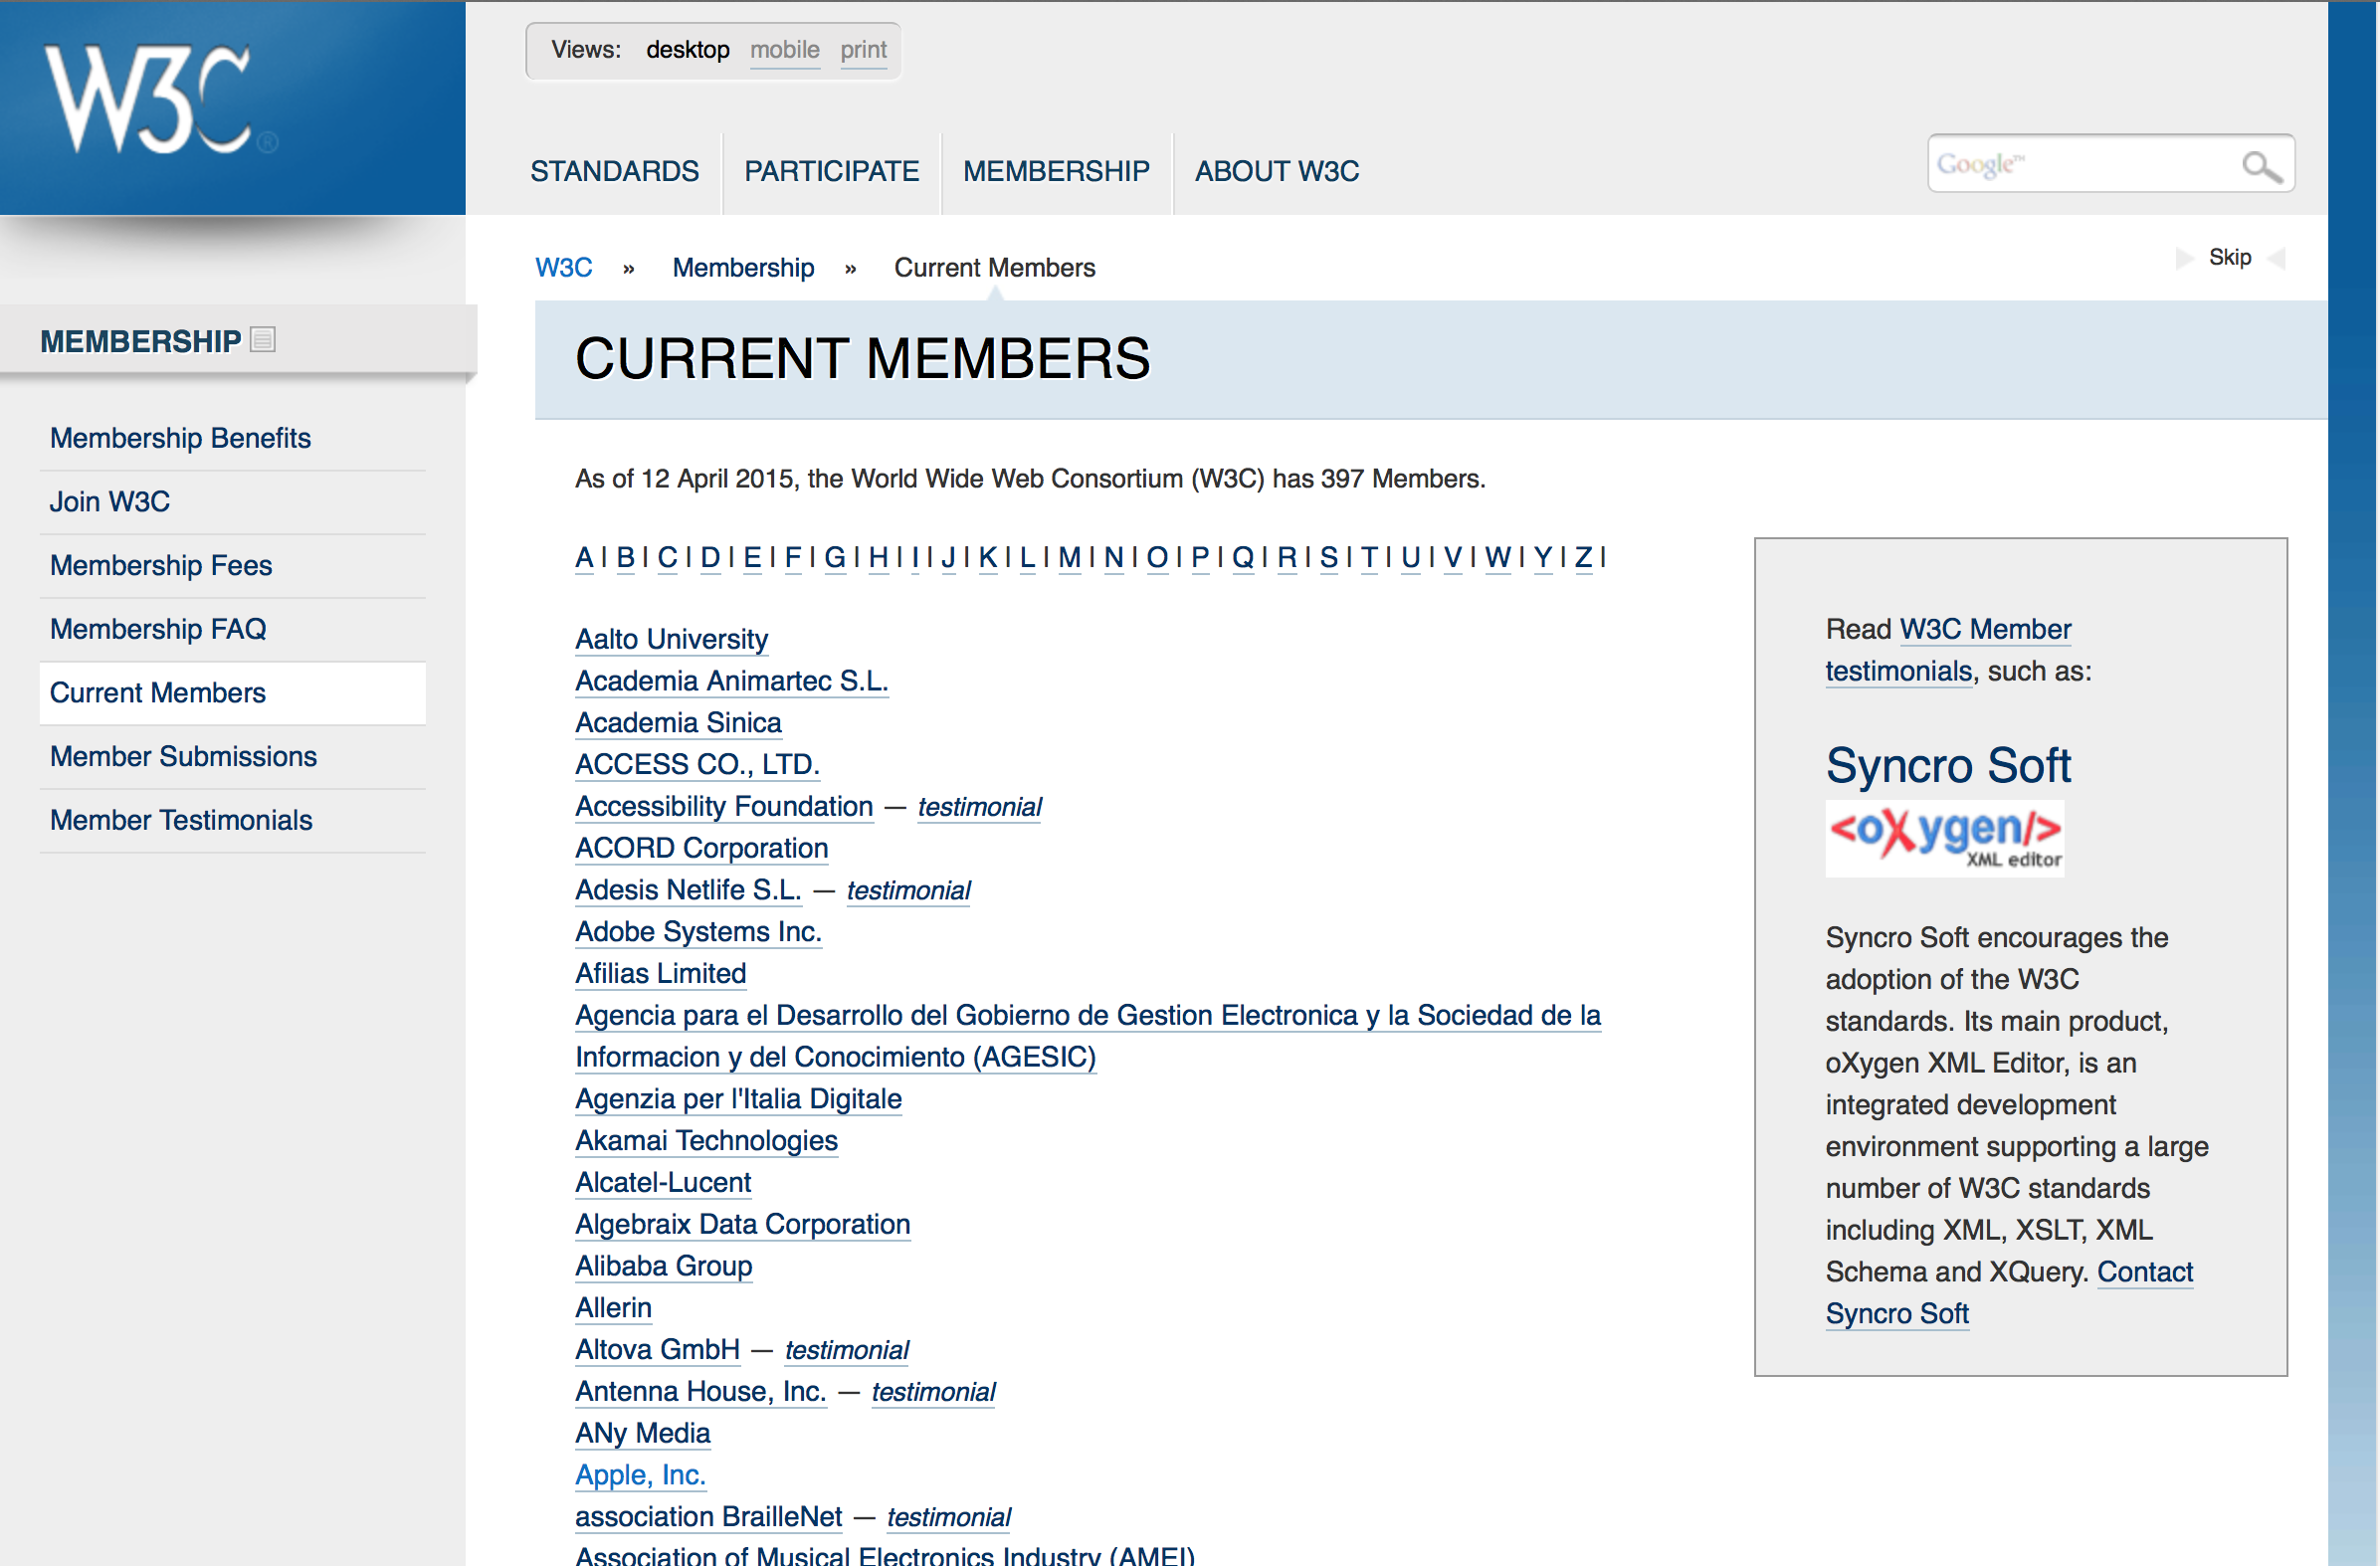 W3C®
Views: desktop mobile print
STANDARDS PARTICIPATE MEMBERSHIP ABOUT W3C
Google™
W3C » Membership » Current Members
Skip
MEMBERSHIP
Membership Benefits
Join W3C
Membership Fees
Membership FAQ
Current Members
Member Submissions
Member Testimonials
CURRENT MEMBERS
As of 12 April 2015, the World Wide Web Consortium (W3C) has 397 Members.
A | B | C | D | E | F | G | H | I | J | K | L | M | N | O | P | Q | R | S | T | U | V | W | Y | Z |
Aalto University
Academia Animartec S.L.
Academia Sinica
ACCESS CO., LTD.
Accessibility Foundation — testimonial
ACORD Corporation
Adesis Netlife S.L. — testimonial
Adobe Systems Inc.
Afilias Limited
Agencia para el Desarrollo del Gobierno de Gestion Electronica y la Sociedad de la
Informacion y del Conocimiento (AGESIC)
Agenzia per l'Italia Digitale
Akamai Technologies
Alcatel-Lucent
Algebraix Data Corporation
Alibaba Group
Allerin
Altova GmbH — testimonial
Antenna House, Inc. — testimonial
ANy Media
Apple, Inc.
association BrailleNet — testimonial
Association of Musical Electronics Industry (AMEI)
Read W3C Member
testimonials, such as:
Syncro Soft
<oXygen/>
XML editor
Syncro Soft encourages the
adoption of the W3C
standards. Its main product,
oXygen XML Editor, is an
integrated development
environment supporting a large
number of W3C standards
including XML, XSLT, XML
Schema and XQuery. Contact
Syncro Soft